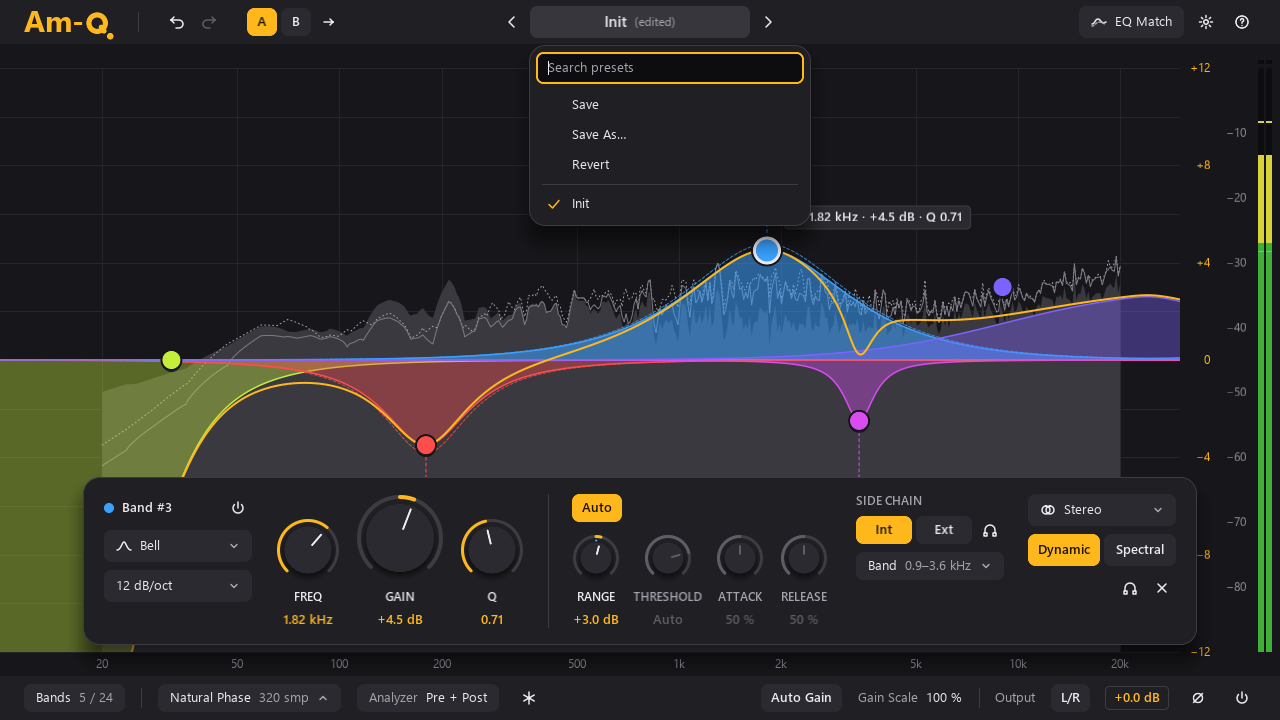 Am-Q
A
B
Init (edited)
EQ Match
Search presets
Save
Save As...
Revert
Init
1.82 kHz · +4.5 dB · Q 0.71
+12
+8
+4
0
−4
−8
−12
−10
−20
−30
−40
−50
−60
−70
−80
Band #3
Bell
12 dB/oct
FREQ
1.82 kHz
GAIN
+4.5 dB
Q
0.71
Auto
RANGE
+3.0 dB
THRESHOLD
Auto
ATTACK
50 %
RELEASE
50 %
SIDE CHAIN
Int
Ext
Band 0.9–3.6 kHz
Stereo
Dynamic
Spectral
20
50
100
200
500
1k
2k
5k
10k
20k
Bands 5 / 24
Natural Phase 320 smp
Analyzer Pre + Post
Auto Gain
Gain Scale 100 %
Output
L/R
+0.0 dB